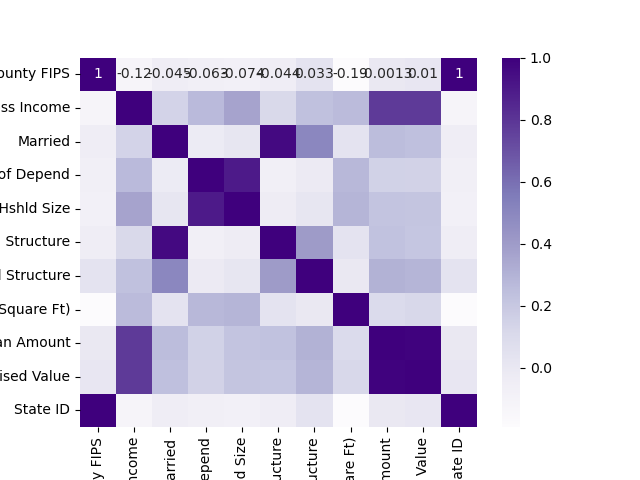 ounty FIPS 1 -0.12 -0.045 -0.063 -0.074 -0.044 0.033 -0.19 0.0013 0.01 1
ss Income
Married
of Depend
Hshld Size
Structure
l Structure
(Square Ft)
an Amount
ised Value
State ID
y FIPS
ncome
arried
epend
d Size
ucture
ucture
are Ft)
mount
Value
ate ID
1.0
0.8
0.6
0.4
0.2
0.0